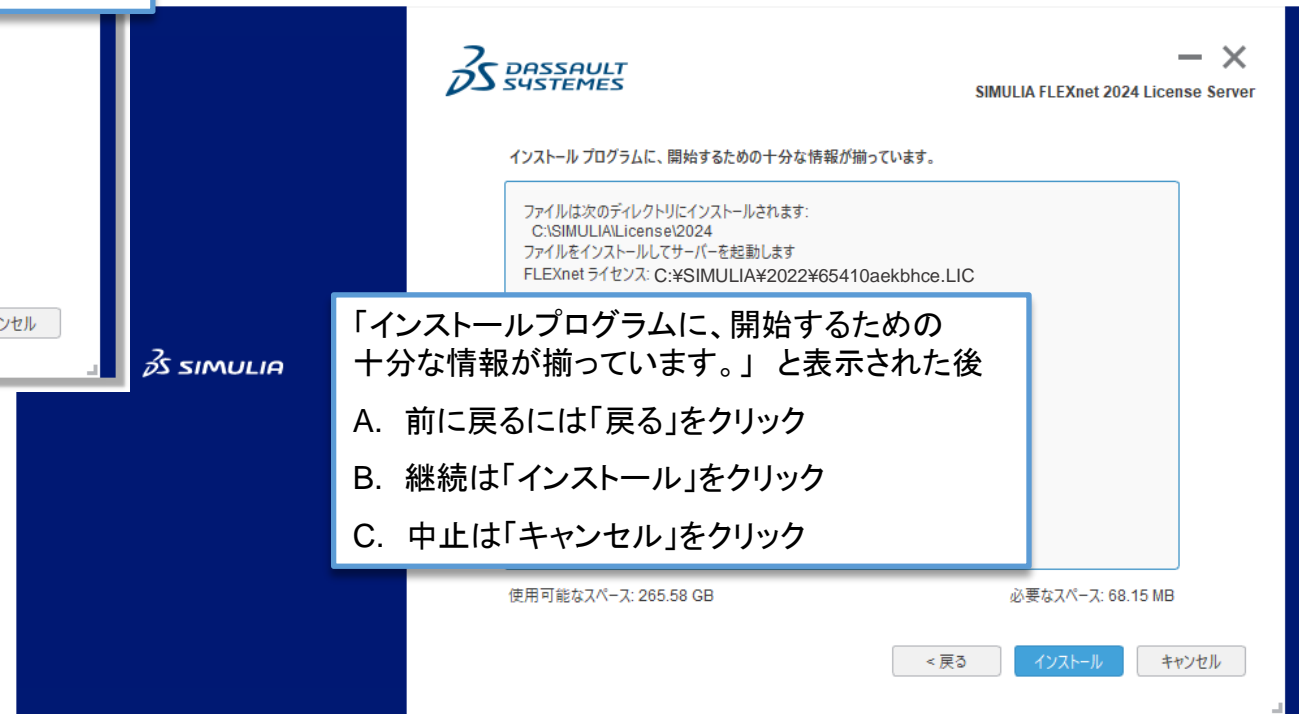 DASSAULT
SYSTEMES
SIMULIA FLEXnet 2024 License Server
インストール プログラムに、開始するための十分な情報が揃っています。
ファイルは次のディレクトリにインストールされます:
C:\SIMULIA\License\2024
ファイルをインストールしてサーバーを起動します
FLEXnet ライセンス: C:¥SIMULIA¥2022¥65410aekbhce.LIC
ンセル
SIMULIA
「インストールプログラムに、開始するための
十分な情報が揃っています。」 と表示された後
A. 前に戻るには「戻る」をクリック
B. 継続は「インストール」をクリック
C. 中止は「キャンセル」をクリック
使用可能なスペース: 265.58 GB
必要なスペース: 68.15 MB
< 戻る
インストール
キャンセル